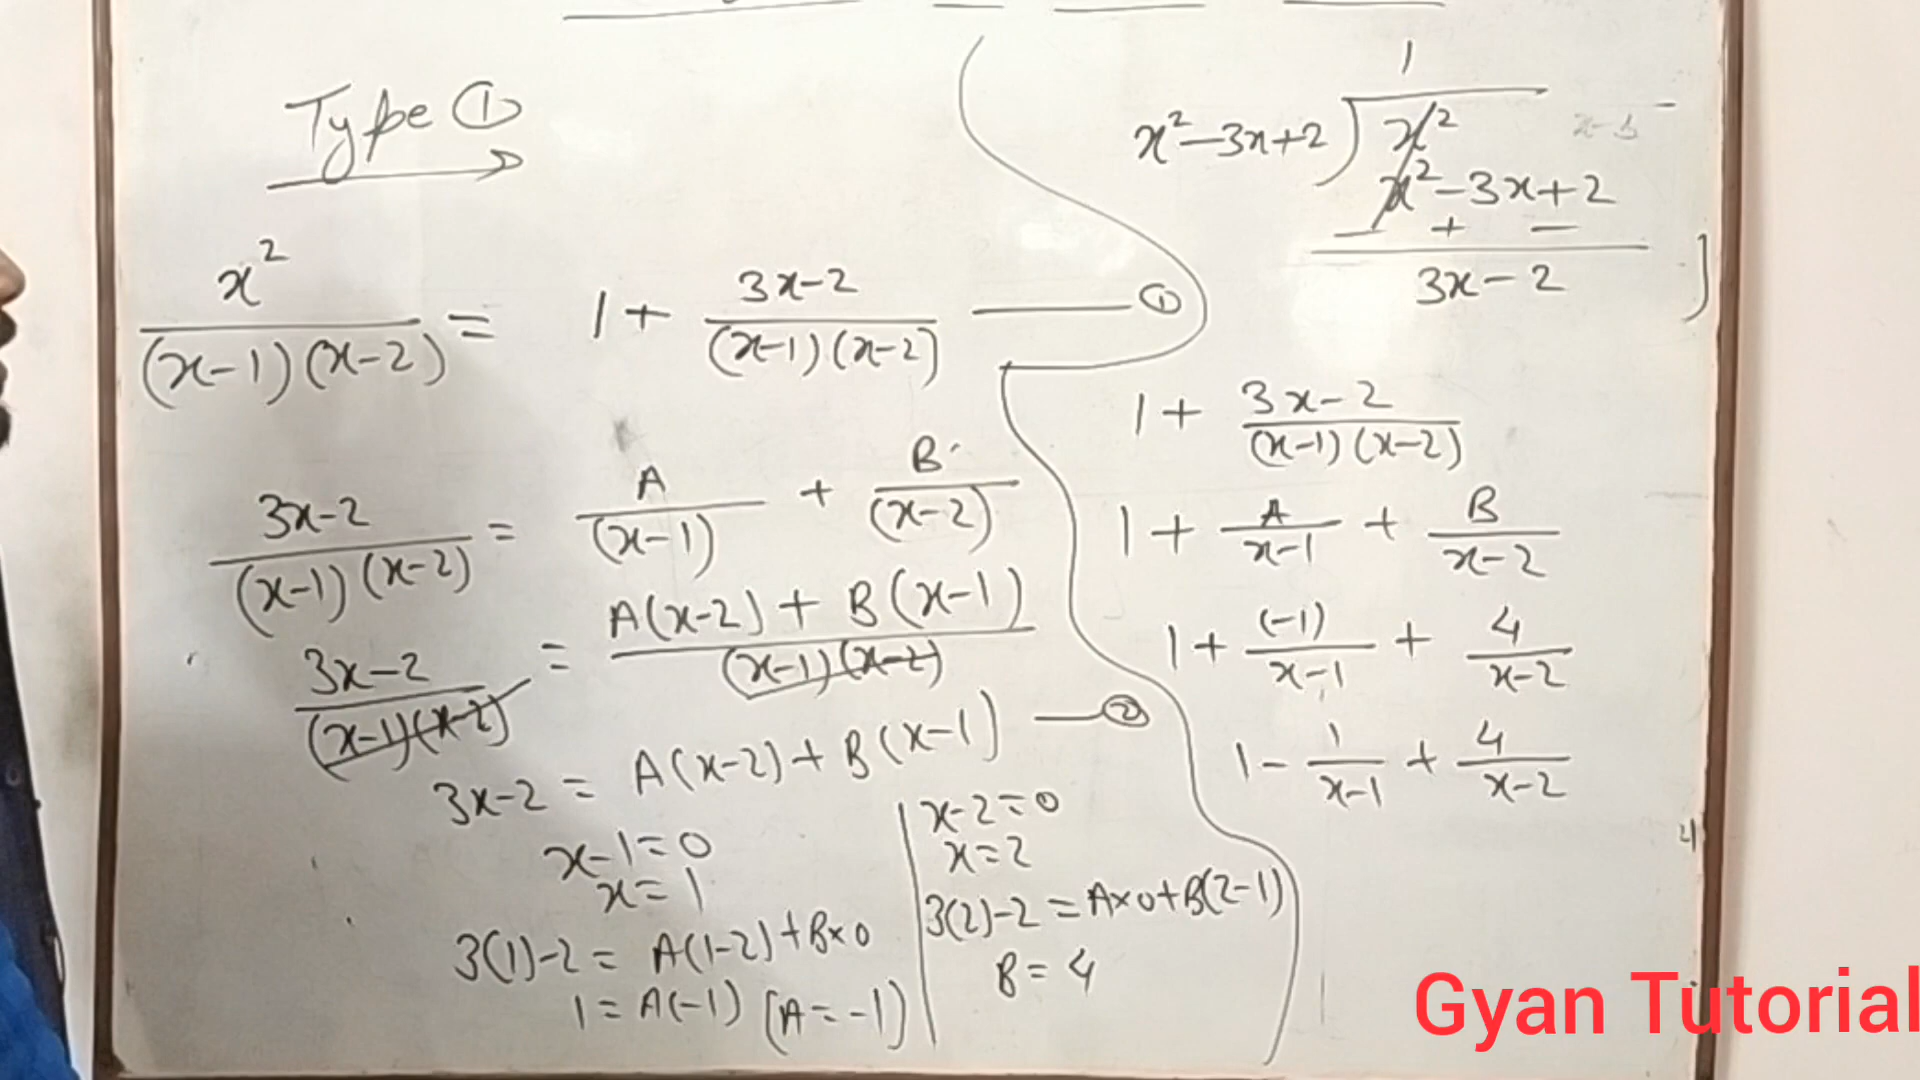 Type ①
x²/((x-1)(x-2)) = 1 + (3x-2)/((x-1)(x-2)) — ①
(3x-2)/((x-1)(x-2)) = A/(x-1) + B/(x-2)
(3x-2)/((x-1)(x-2)) = (A(x-2) + B(x-1))/((x-1)(x-2))
3x-2 = A(x-2) + B(x-1) — ②
x-1=0
x=1
3(1)-2 = A(1-2)+B×0
1 = A(-1) (A=-1)
x-2=0
x=2
3(2)-2 = A×0+B(2-1)
B=4
1
x²-3x+2 ) x²
x²-3x+2
- + -
3x-2
1 + (3x-2)/((x-1)(x-2))
1 + A/(x-1) + B/(x-2)
1 + (-1)/(x-1) + 4/(x-2)
1 - 1/(x-1) + 4/(x-2)
Gyan Tutorial